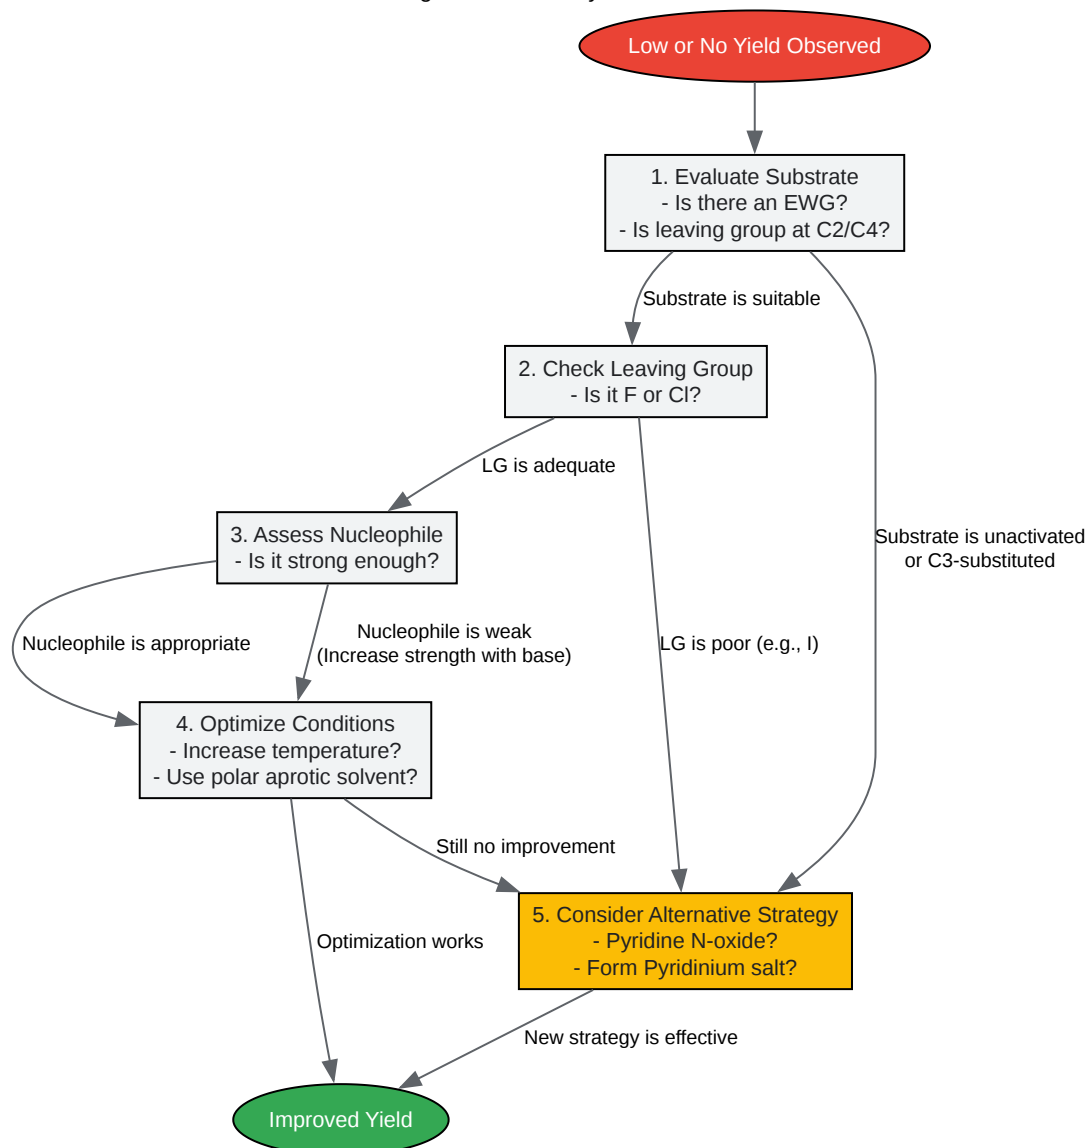 Low or No Yield Observed
1. Evaluate Substrate
- Is there an EWG?
- Is leaving group at C2/C4?
Substrate is suitable
2. Check Leaving Group
- Is it F or Cl?
LG is adequate
3. Assess Nucleophile
- Is it strong enough?
Substrate is unactivated
or C3-substituted
Nucleophile is appropriate
Nucleophile is weak
(Increase strength with base)
LG is poor (e.g., I)
4. Optimize Conditions
- Increase temperature?
- Use polar aprotic solvent?
Still no improvement
5. Consider Alternative Strategy
- Pyridine N-oxide?
- Form Pyridinium salt?
Optimization works
New strategy is effective
Improved Yield